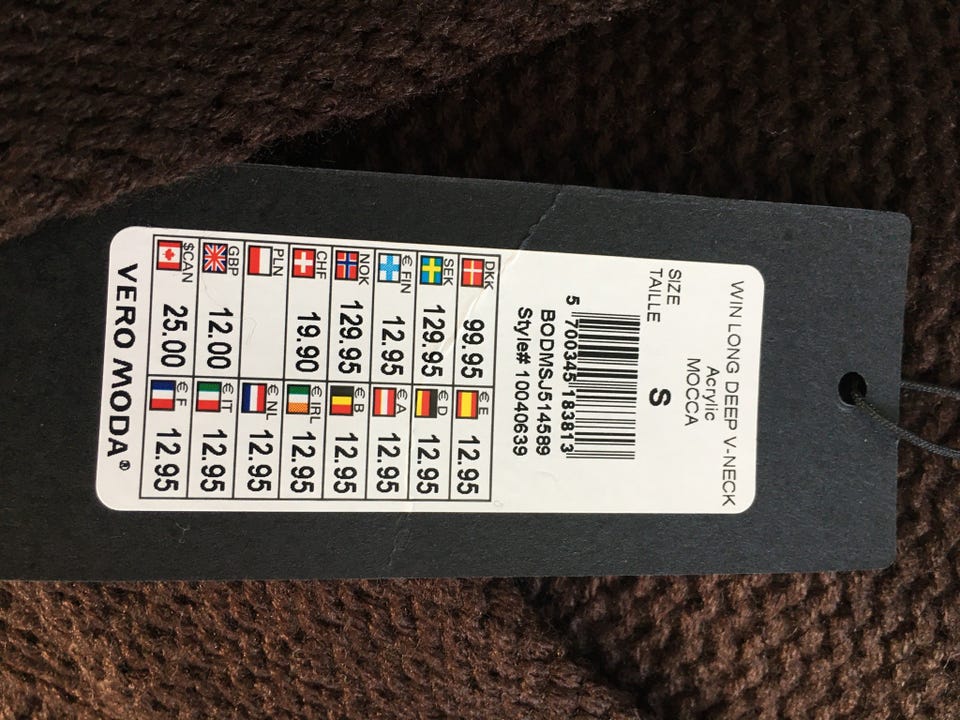 WIN LONG DEEP V-NECK
Acrylic
MOCCA
SIZE
TAILLE
S
5 700345 183813
BODMSJ514589
Style# 10040639
DKK 99.95 € E 12.95
SEK 129.95 € D 12.95
€ FIN 12.95 € A 12.95
NOK 129.95 € B 12.95
CHF 19.90 € IRL 12.95
PLN € NL 12.95
GBP 12.00 € IT 12.95
$CAN 25.00 € F 12.95
VERO MODA®